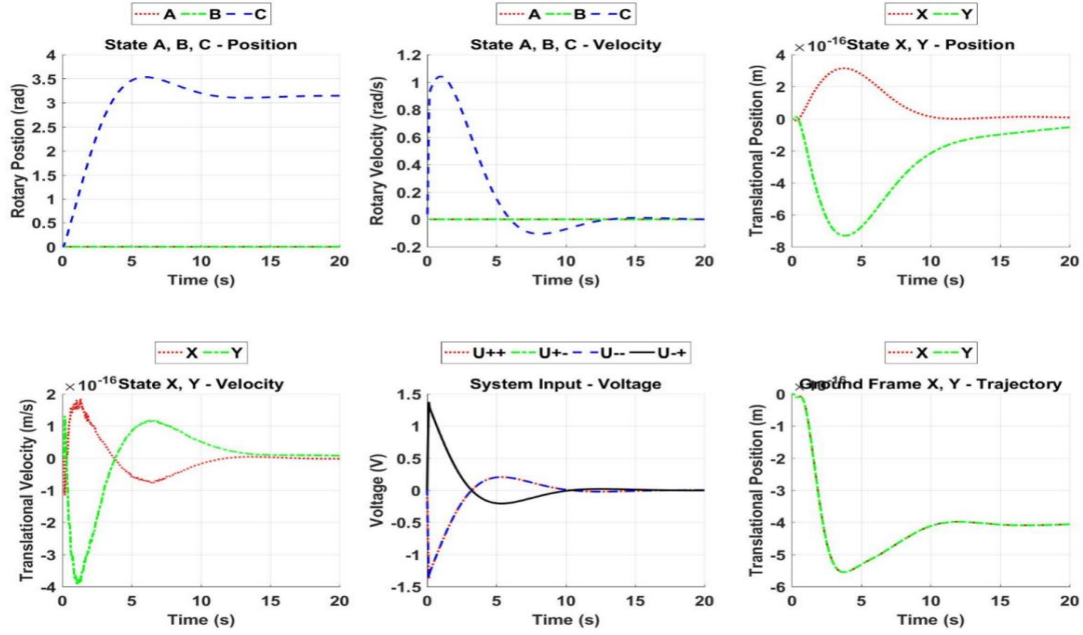 A B C
State A, B, C - Position
Rotary Position (rad)
4
3.5
3
2.5
2
1.5
1
0.5
0
0 5 10 15 20
Time (s)
A B C
State A, B, C - Velocity
Rotary Velocity (rad/s)
1.2
1
0.8
0.6
0.4
0.2
0
-0.2
0 5 10 15 20
Time (s)
X Y
× 10-16 State X, Y - Position
Translational Position (m)
4
2
0
-2
-4
-6
-8
0 5 10 15 20
Time (s)
X Y
× 10-16 State X, Y - Velocity
Translational Velocity (m/s)
2
1
0
-1
-2
-3
-4
0 5 10 15 20
Time (s)
U++ U+- U-- U-+
System Input - Voltage
Voltage (V)
1.5
1
0.5
0
-0.5
-1
-1.5
0 5 10 15 20
Time (s)
X Y
Ground Frame X, Y - Trajectory
Translational Position (m)
0
-1
-2
-3
-4
-5
-6
0 5 10 15 20
Time (s)